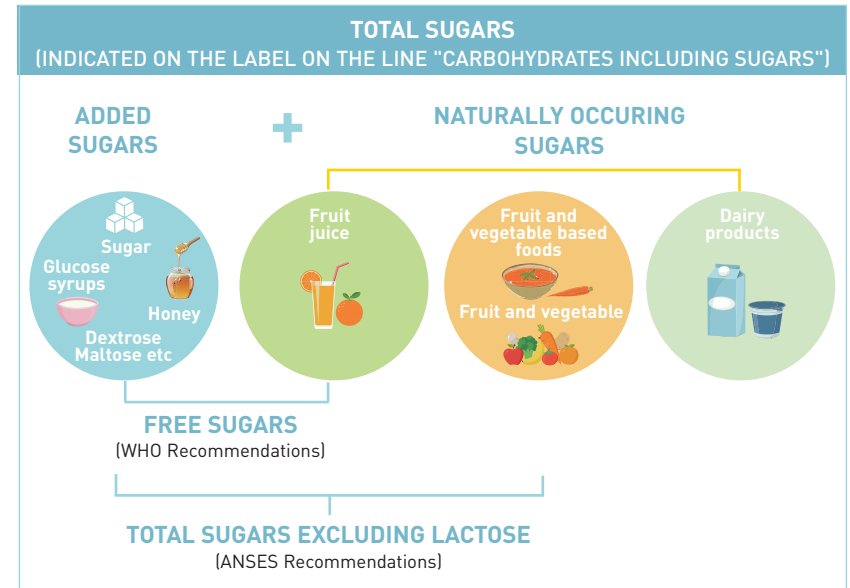 TOTAL SUGARS
(INDICATED ON THE LABEL ON THE LINE "CARBOHYDRATES INCLUDING SUGARS")
ADDED
SUGARS
+
NATURALLY OCCURING
SUGARS
Sugar
Glucose
syrups
Honey
Dextrose
Maltose etc
Fruit
juice
Fruit and
vegetable based
foods
Fruit and vegetable
Dairy
products
FREE SUGARS
(WHO Recommendations)
TOTAL SUGARS EXCLUDING LACTOSE
(ANSES Recommendations)